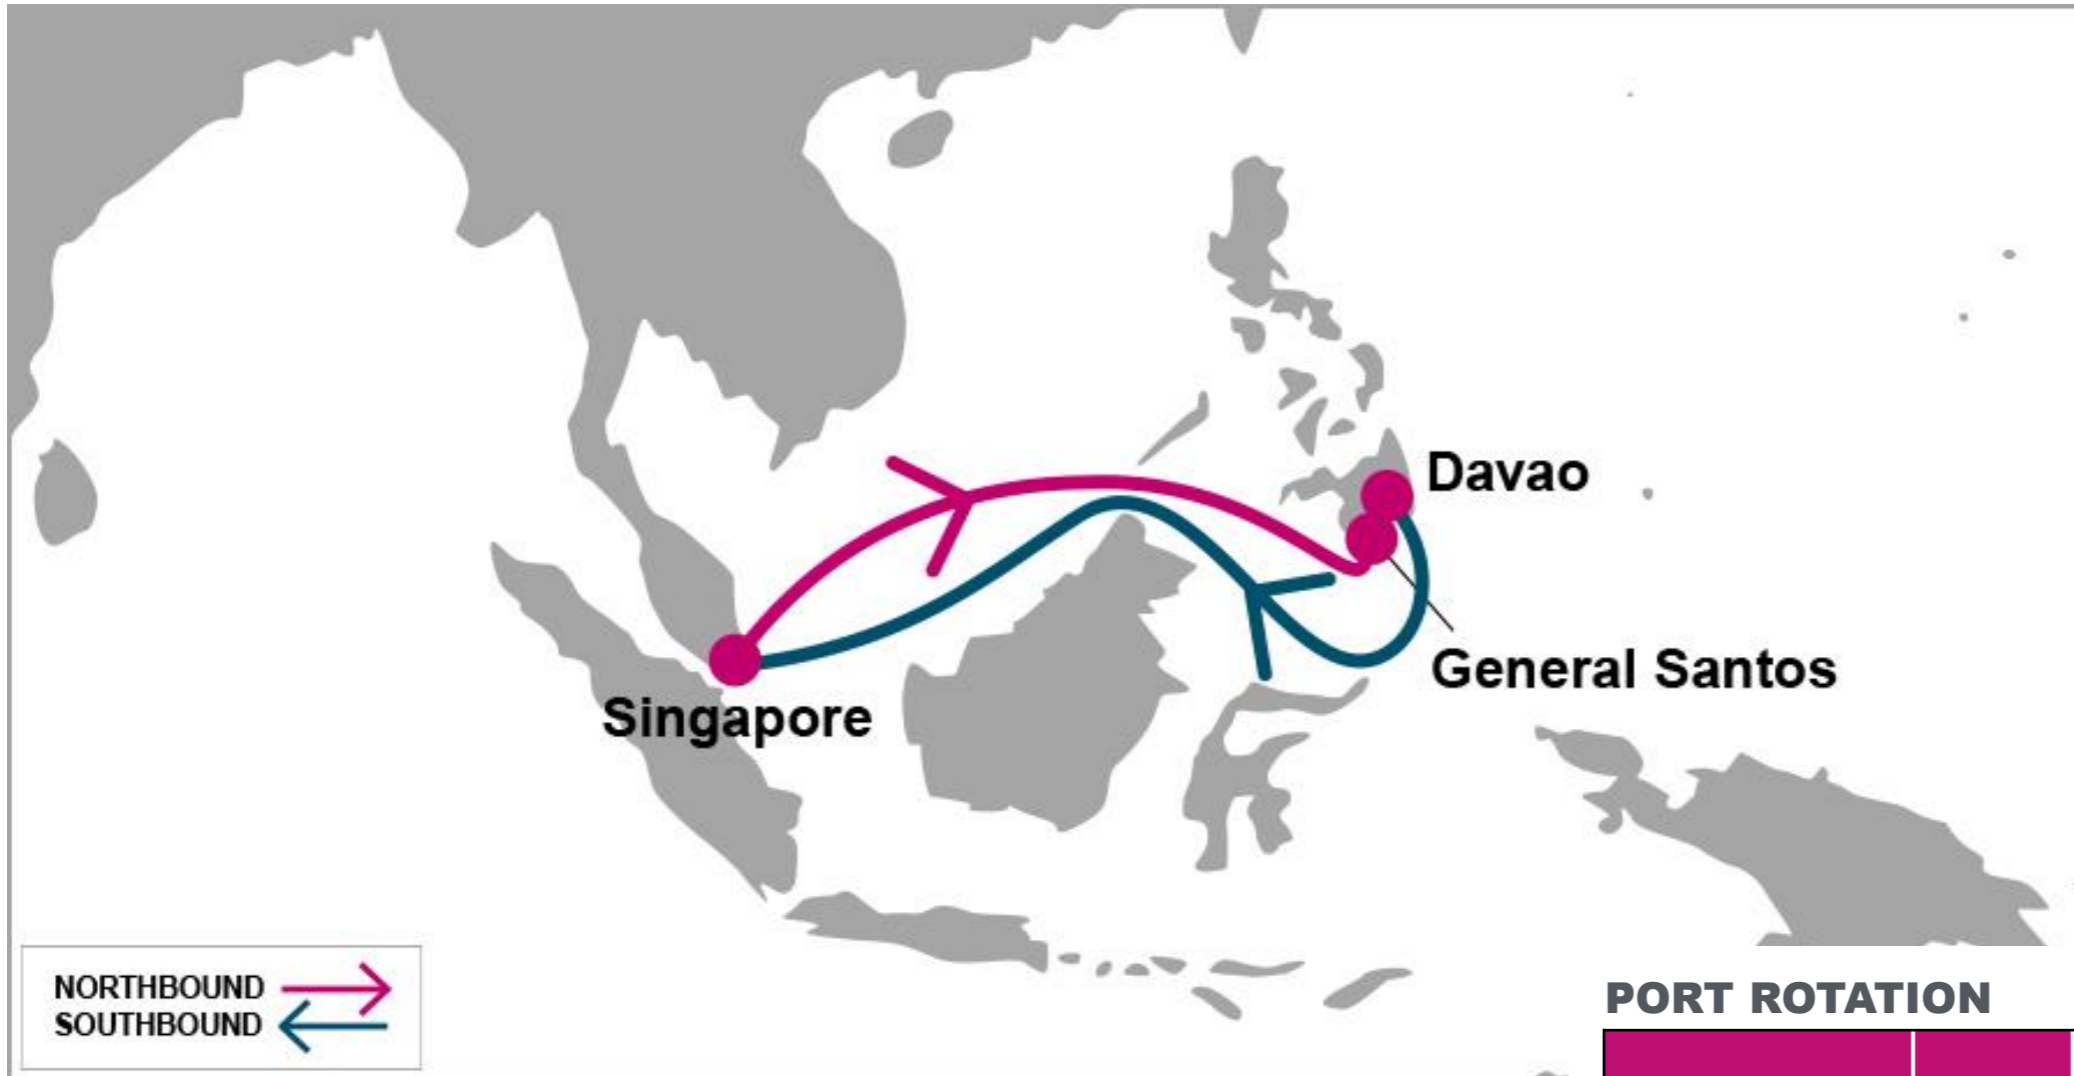 Davao
General Santos
Singapore
NORTHBOUND
SOUTHBOUND
PORT ROTATION